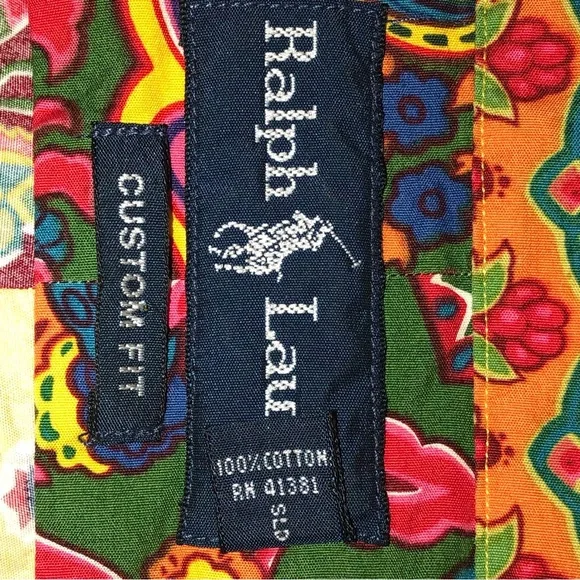 CUSTOM FIT
Ralph Lau
100% COTTON
RN 41381
SLD